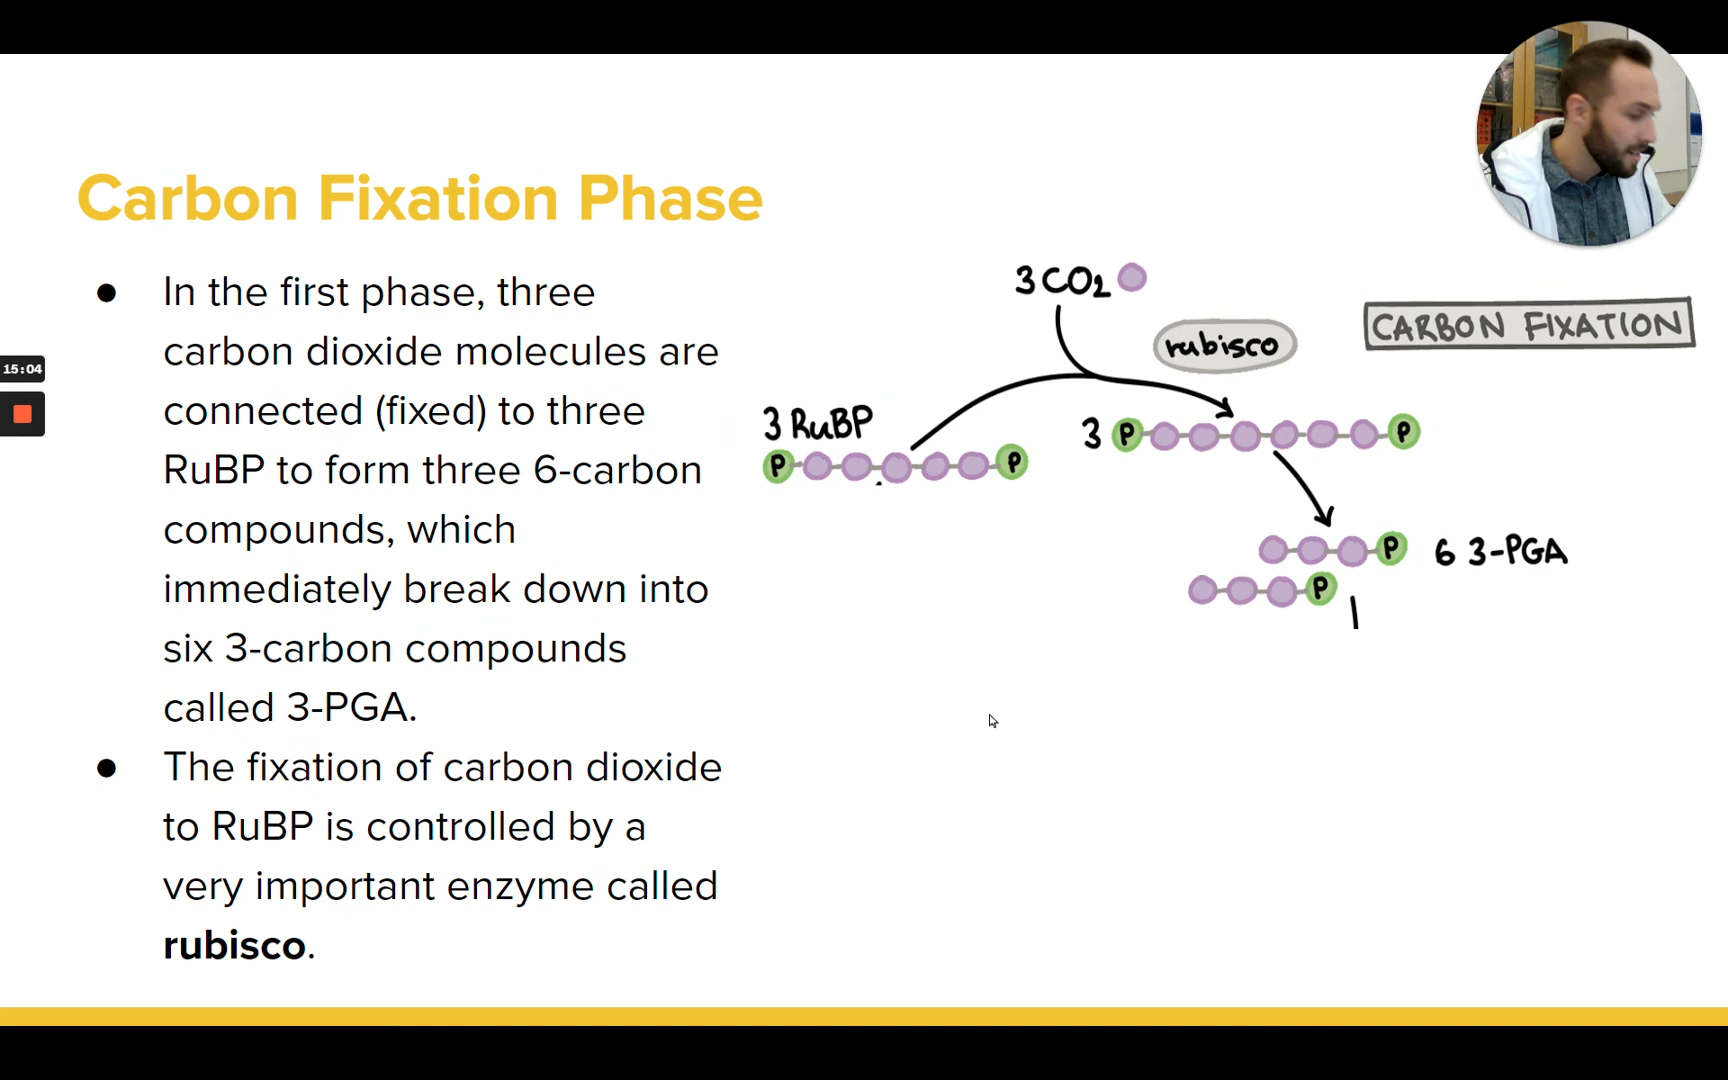 Carbon Fixation Phase
● In the first phase, three
carbon dioxide molecules are
connected (fixed) to three
RuBP to form three 6-carbon
compounds, which
immediately break down into
six 3-carbon compounds
called 3-PGA.
● The fixation of carbon dioxide
to RuBP is controlled by a
very important enzyme called
rubisco.
15:04
3CO₂
rubisco
CARBON FIXATION
3 RuBP
P P
3 P P
P 6 3-PGA
P